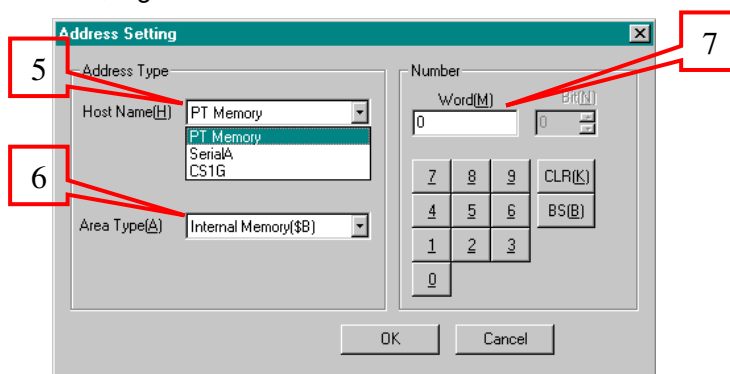 Address Setting
5
7
Address Type
Number
Host Name(H)
PT Memory
Word(M)
Bit(N)
0
0
PT Memory
SerialA
CS1G
6
7 8 9 CLR(K)
Area Type(A)
Internal Memory($B)
4 5 6 BS(B)
1 2 3
0
OK
Cancel